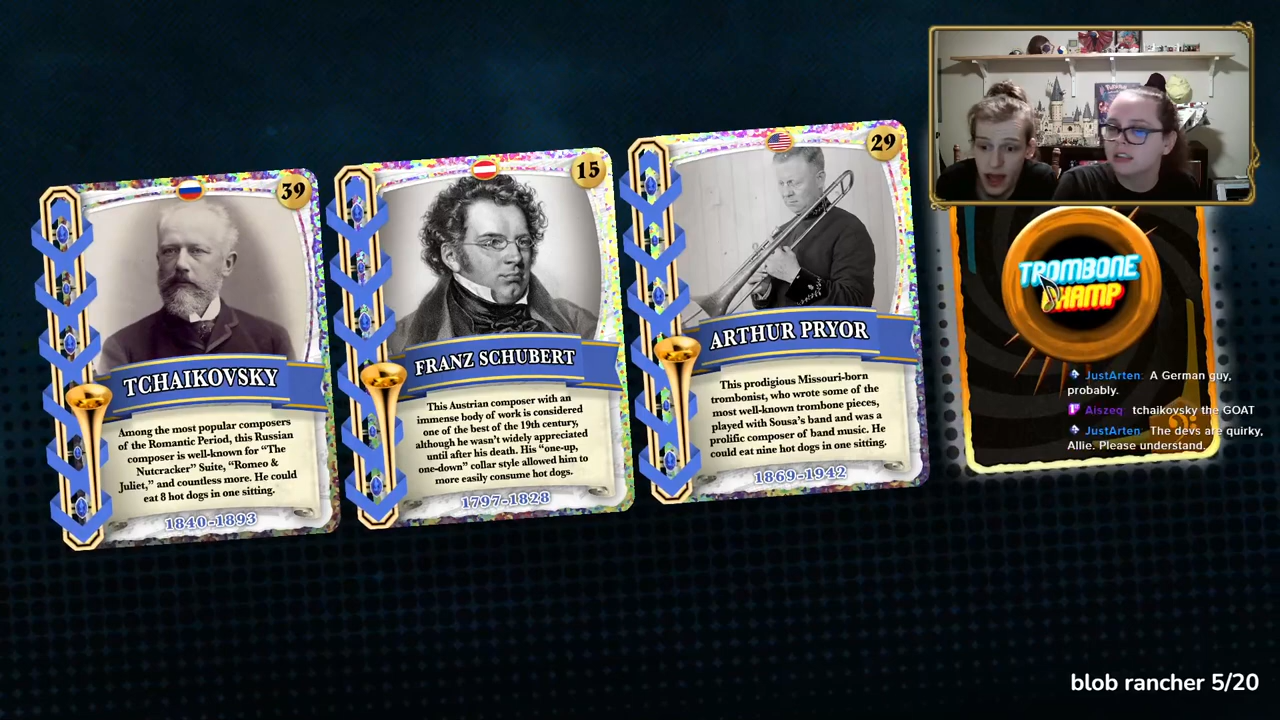 39
TCHAIKOVSKY
Among the most popular composers
of the Romantic Period, this Russian
composer is well-known for "The
Nutcracker" Suite, "Romeo &
Juliet," and countless more. He could
eat 8 hot dogs in one sitting.
1840-1893
15
FRANZ SCHUBERT
This Austrian composer with an
immense body of work is considered
one of the best of the 19th century,
although he wasn't widely appreciated
until after his death. His "one-up,
one-down" collar style allowed him to
more easily consume hot dogs.
1797-1828
29
ARTHUR PRYOR
This prodigious Missouri-born
trombonist, who wrote some of the
most well-known trombone pieces,
played with Sousa's band and was a
prolific composer of band music. He
could eat nine hot dogs in one sitting.
1869-1942
TROMBONE
CHAMP
JustArten: A German guy,
probably.
Aiszeq: tchaikovsky the GOAT
JustArten: The devs are quirky,
Allie. Please understand.
blob rancher 5/20